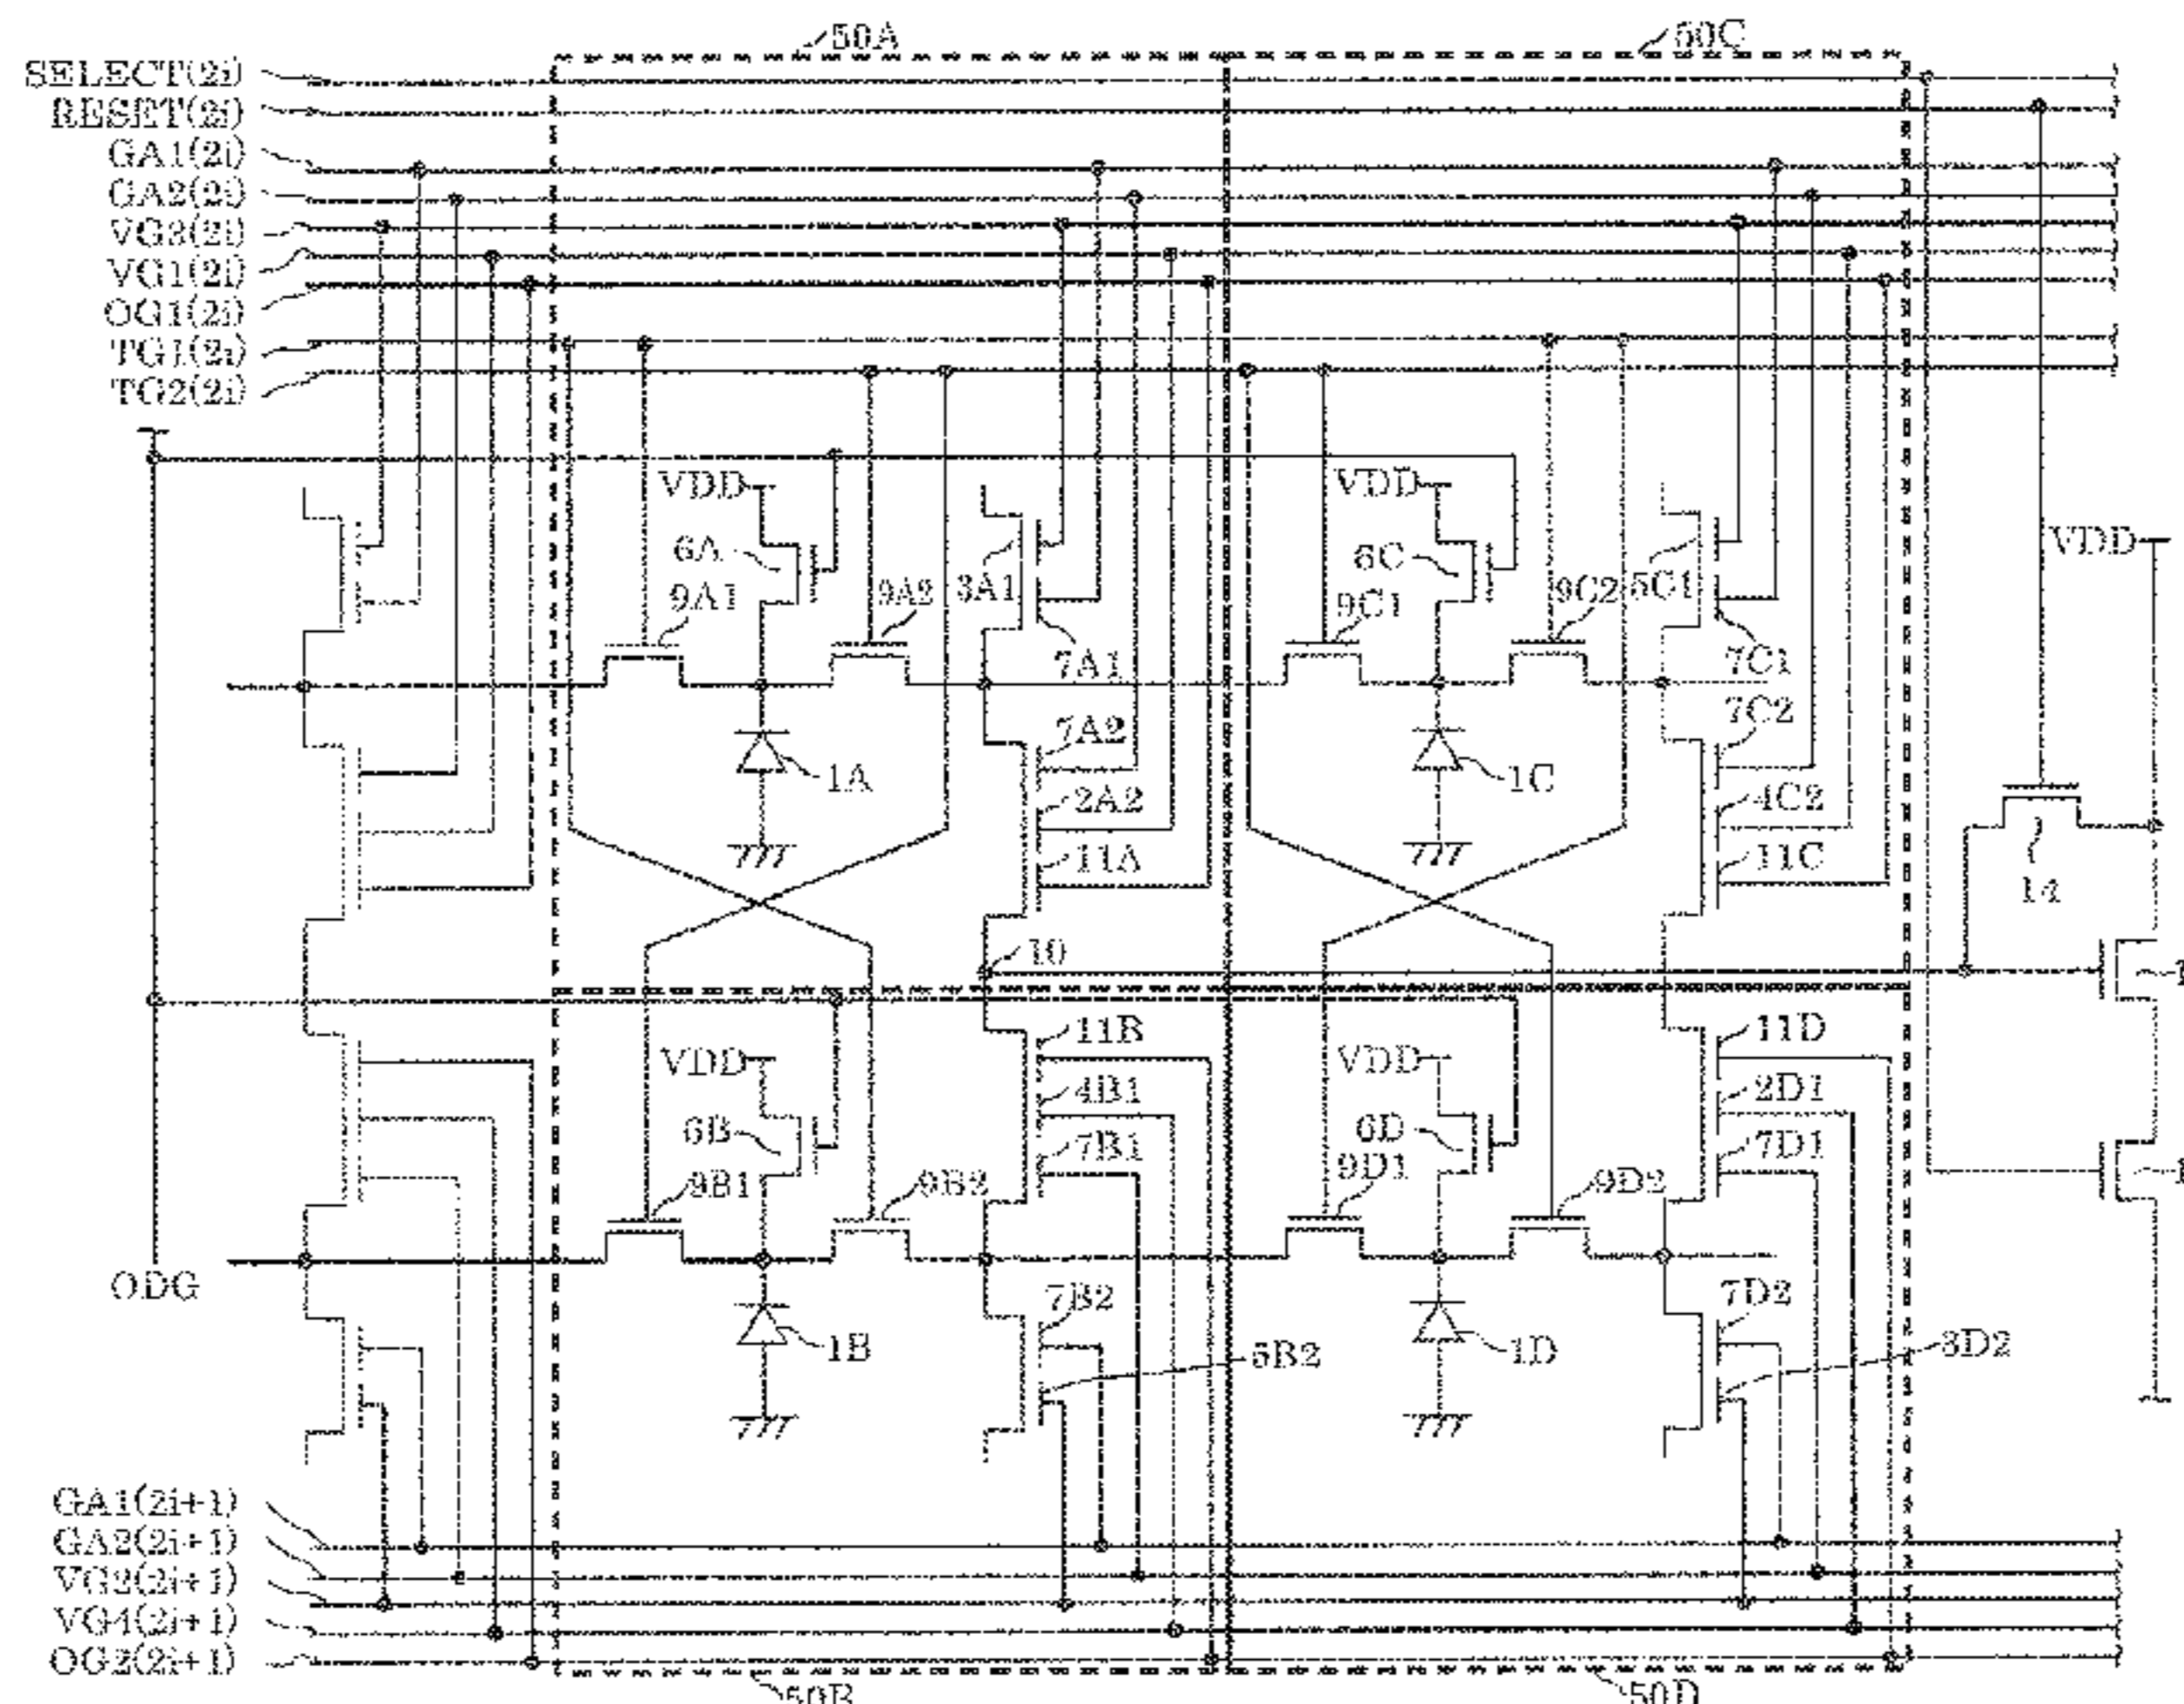 50A
50C
SELECT(2i)
RESET(2i)
GA1(2i)
GA2(2i)
VG3(2i)
VG1(2i)
OG1(2i)
TG1(2i)
TG2(2i)
VDD
VDD
VDD
6A
9A1
9A2
3A1
7A1
6C
9C1
9C2
5C1
7C1
7A2
7C2
1A
1C
2A2
4C2
11A
11C
14
10
11B
11D
VDD
VDD
4B1
2D1
6B
7B1
6D
7D1
9B1
9B2
9D1
9D2
ODG
7B2
7D2
1B
5B2
1D
3D2
GA1(2i+1)
GA2(2i+1)
VG2(2i+1)
VG4(2i+1)
OG2(2i+1)
50B
50D